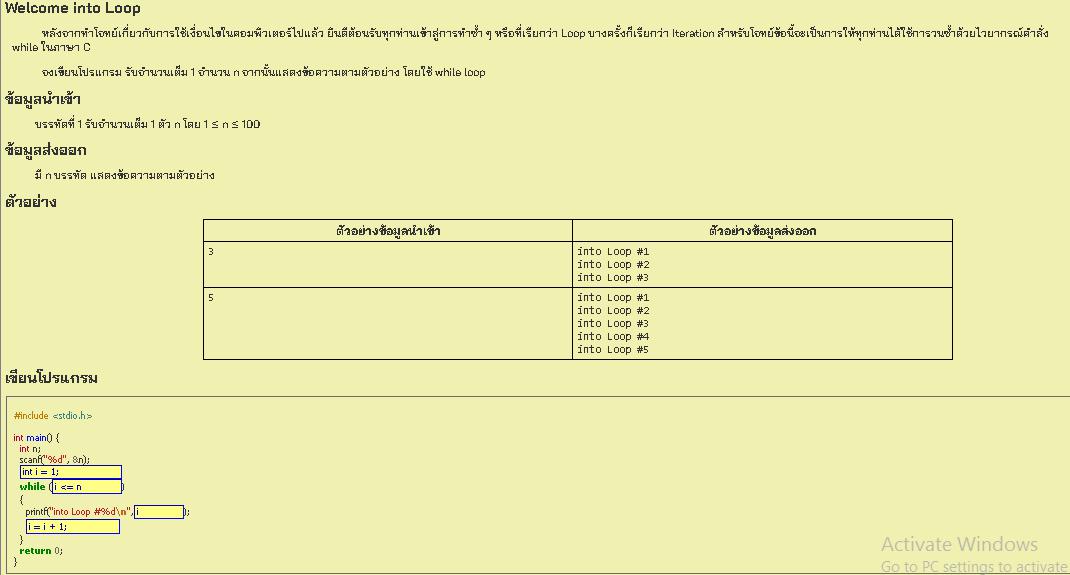 Welcome into Loop
หลังจากทำโจทย์เกี่ยวกับการใช้เงื่อนไขในคอมพิวเตอร์ไปแล้ว ยินดีต้อนรับทุกท่านเข้าสู่การทำซ้ำ ๆ หรือที่เรียกว่า Loop บางครั้งก็เรียกว่า Iteration สำหรับโจทย์ข้อนี้จะเป็นการให้ทุกท่านได้ใช้การวนซ้ำด้วยไวยากรณ์คำสั่ง
while ในภาษา C
จงเขียนโปรแกรม รับจำนวนเต็ม 1 จำนวน n จากนั้นแสดงข้อความตามตัวอย่าง โดยใช้ while loop
ข้อมูลนำเข้า
บรรทัดที่ 1 รับจำนวนเต็ม 1 ตัว n โดย 1 ≤ n ≤ 100
ข้อมูลส่งออก
มี n บรรทัด แสดงข้อความตามตัวอย่าง
ตัวอย่าง
ตัวอย่างข้อมูลนำเข้า ตัวอย่างข้อมูลส่งออก
3 into Loop #1
into Loop #2
into Loop #3
5 into Loop #1
into Loop #2
into Loop #3
into Loop #4
into Loop #5
เขียนโปรแกรม
#include <stdio.h>
int main() {
int n;
scanf("%d", &n);
int i = 1;
while (i <= n)
{
printf("into Loop #%d\n",i);
i = i + 1;
}
return 0;
}
Activate Windows
Go to PC settings to activate